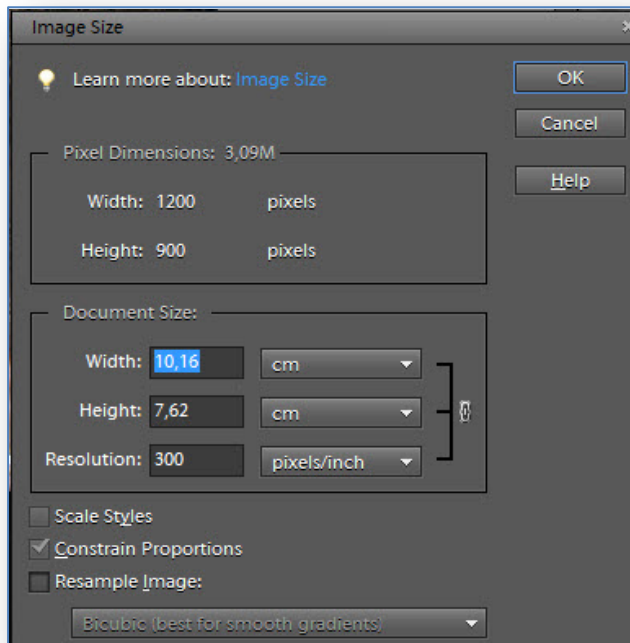 Image Size
Learn more about: Image Size
OK
Cancel
Help
Pixel Dimensions: 3,09M
Width: 1200 pixels
Height: 900 pixels
Document Size:
Width: 10,16 cm
Height: 7,62 cm
Resolution: 300 pixels/inch
Scale Styles
Constrain Proportions
Resample Image:
Bicubic (best for smooth gradients)